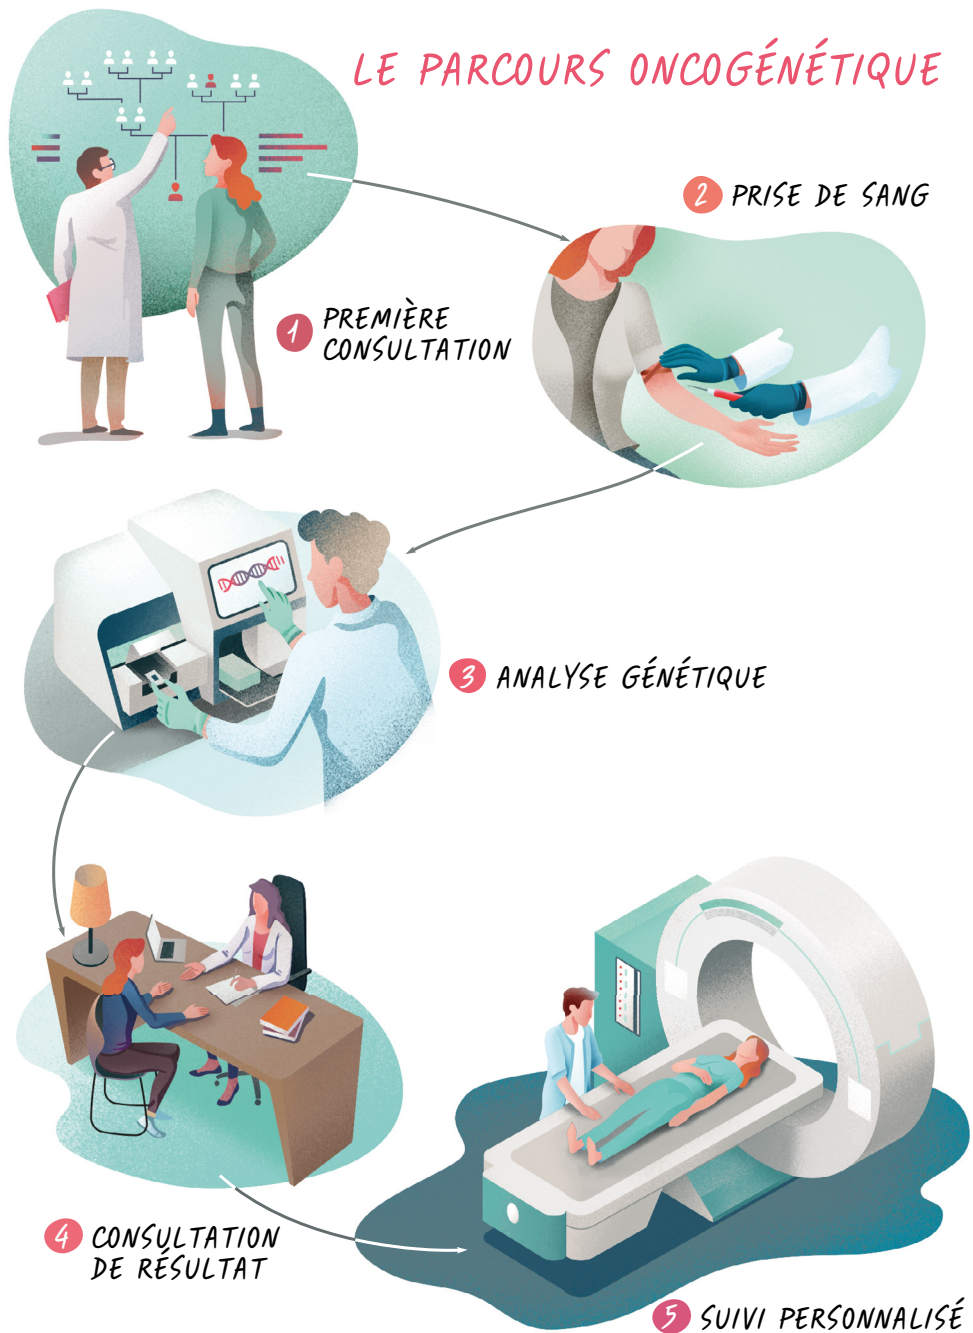 LE PARCOURS ONCOGÉNÉTIQUE
1 PREMIÈRE
CONSULTATION
2 PRISE DE SANG
3 ANALYSE GÉNÉTIQUE
4 CONSULTATION
DE RÉSULTAT
5 SUIVI PERSONNALISÉ